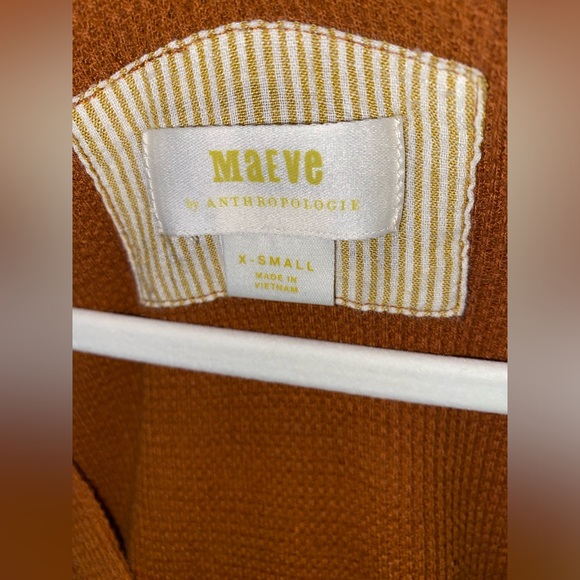 MaEve
by ANTHROPOLOGIE
X-SMALL
MADE IN
VIETNAM